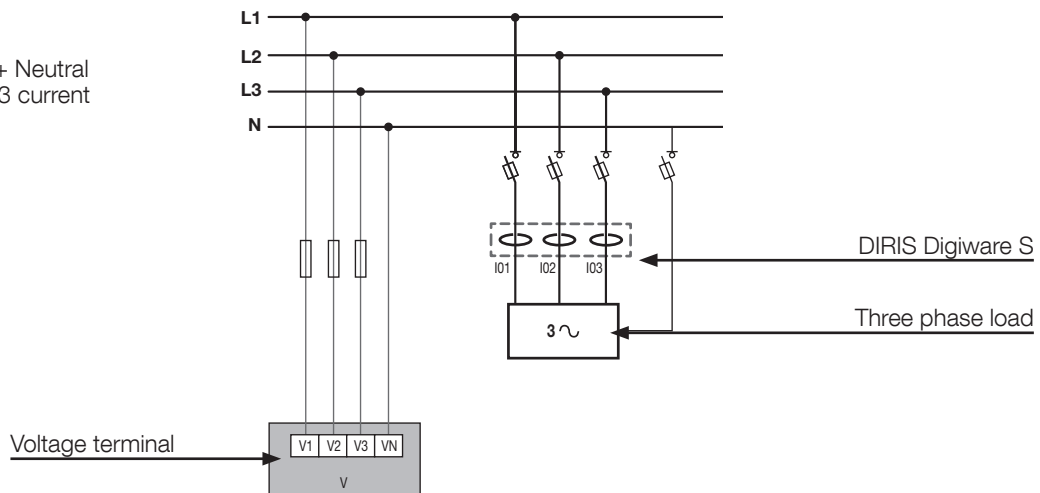 L1
L2
+ Neutral
3 current
L3
N
I01 I02 I03
DIRIS Digiware S
3
Three phase load
Voltage terminal
V1 V2 V3 VN
V